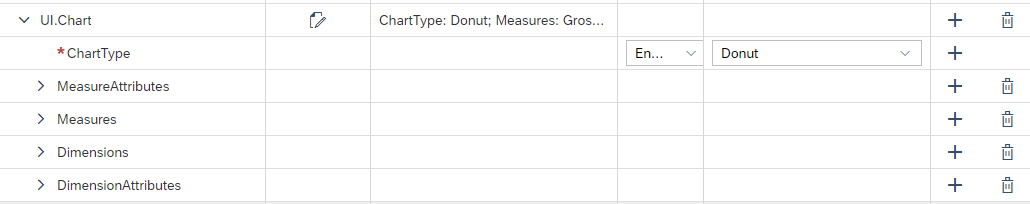 UI.Chart ChartType: Donut; Measures: Gros...
*ChartType En... Donut
MeasureAttributes
Measures
Dimensions
DimensionAttributes